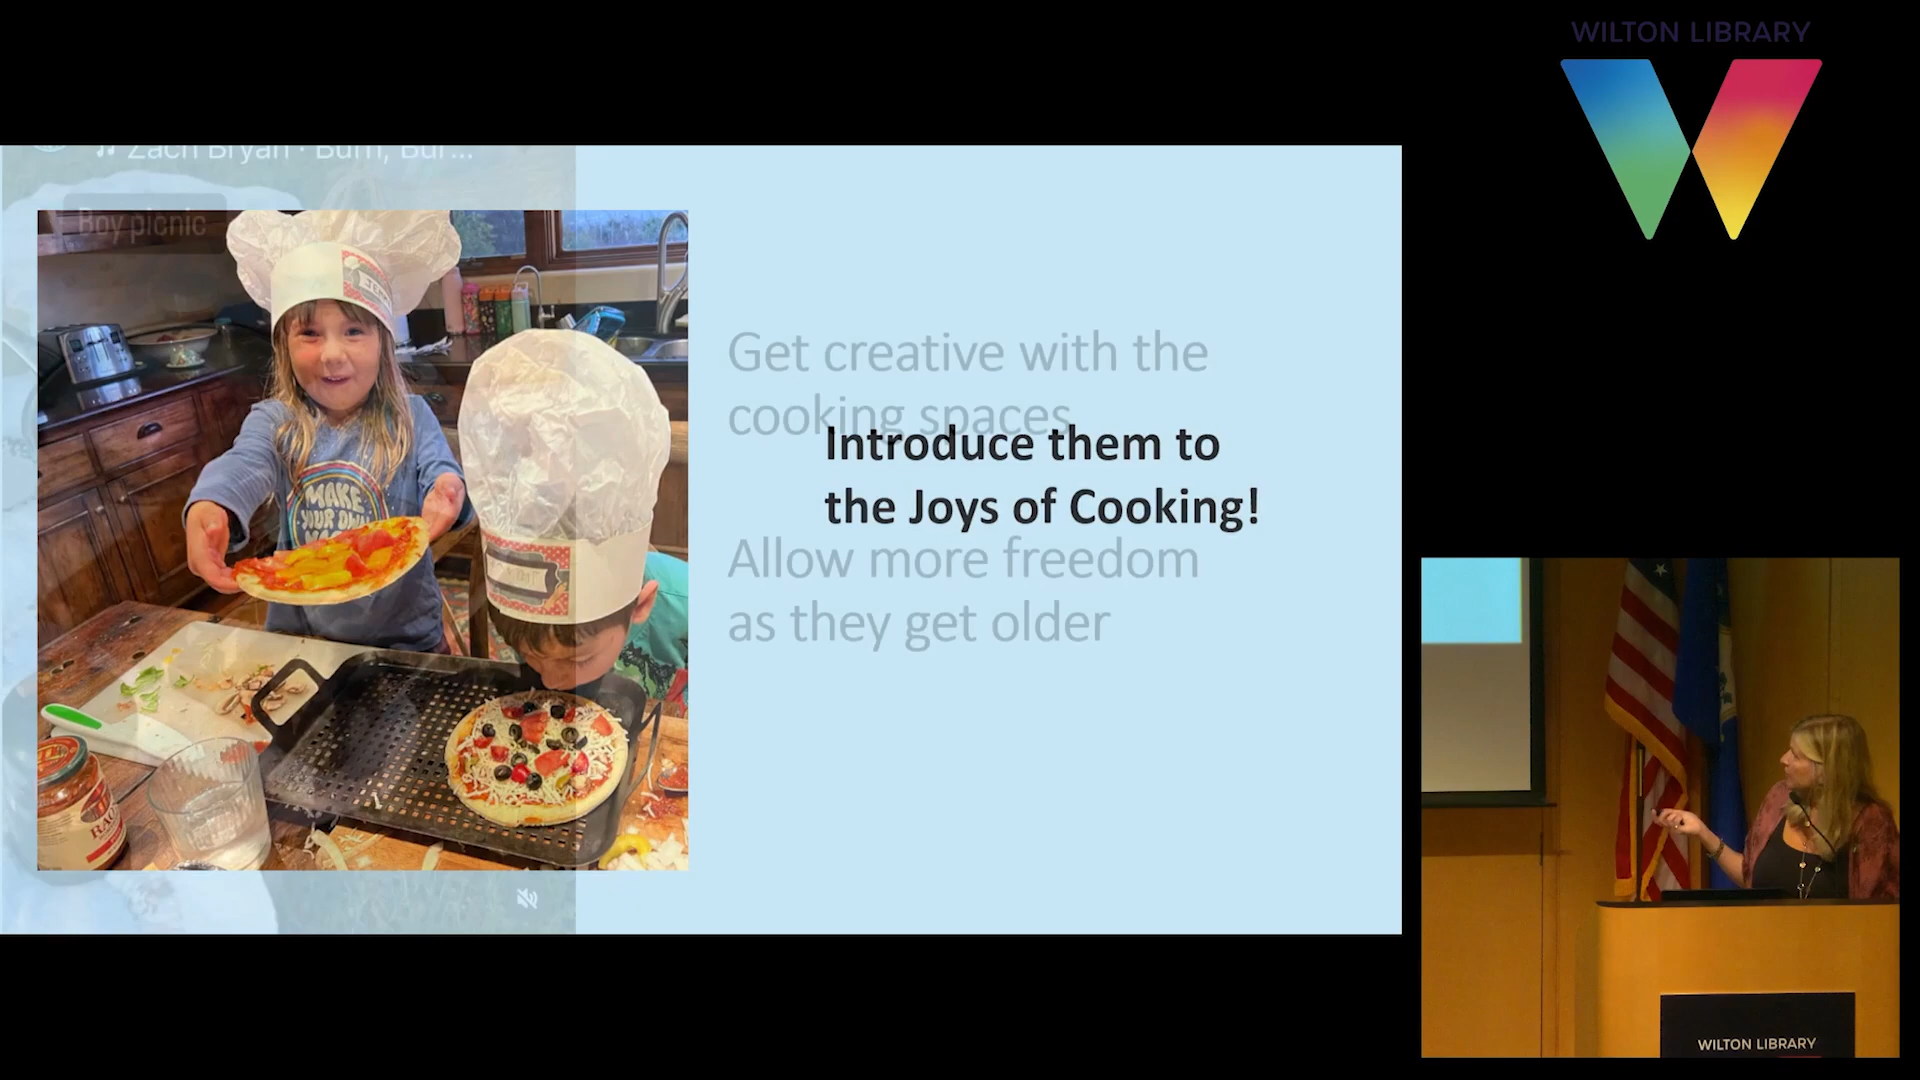 WILTON LIBRARY
Zach Bryan · Burn, Bur...
Boy picnic
Get creative with the
cooking spaces
Introduce them to
the Joys of Cooking!
Allow more freedom
as they get older
MAKE
YOUR OWN
RAO
WILTON LIBRARY